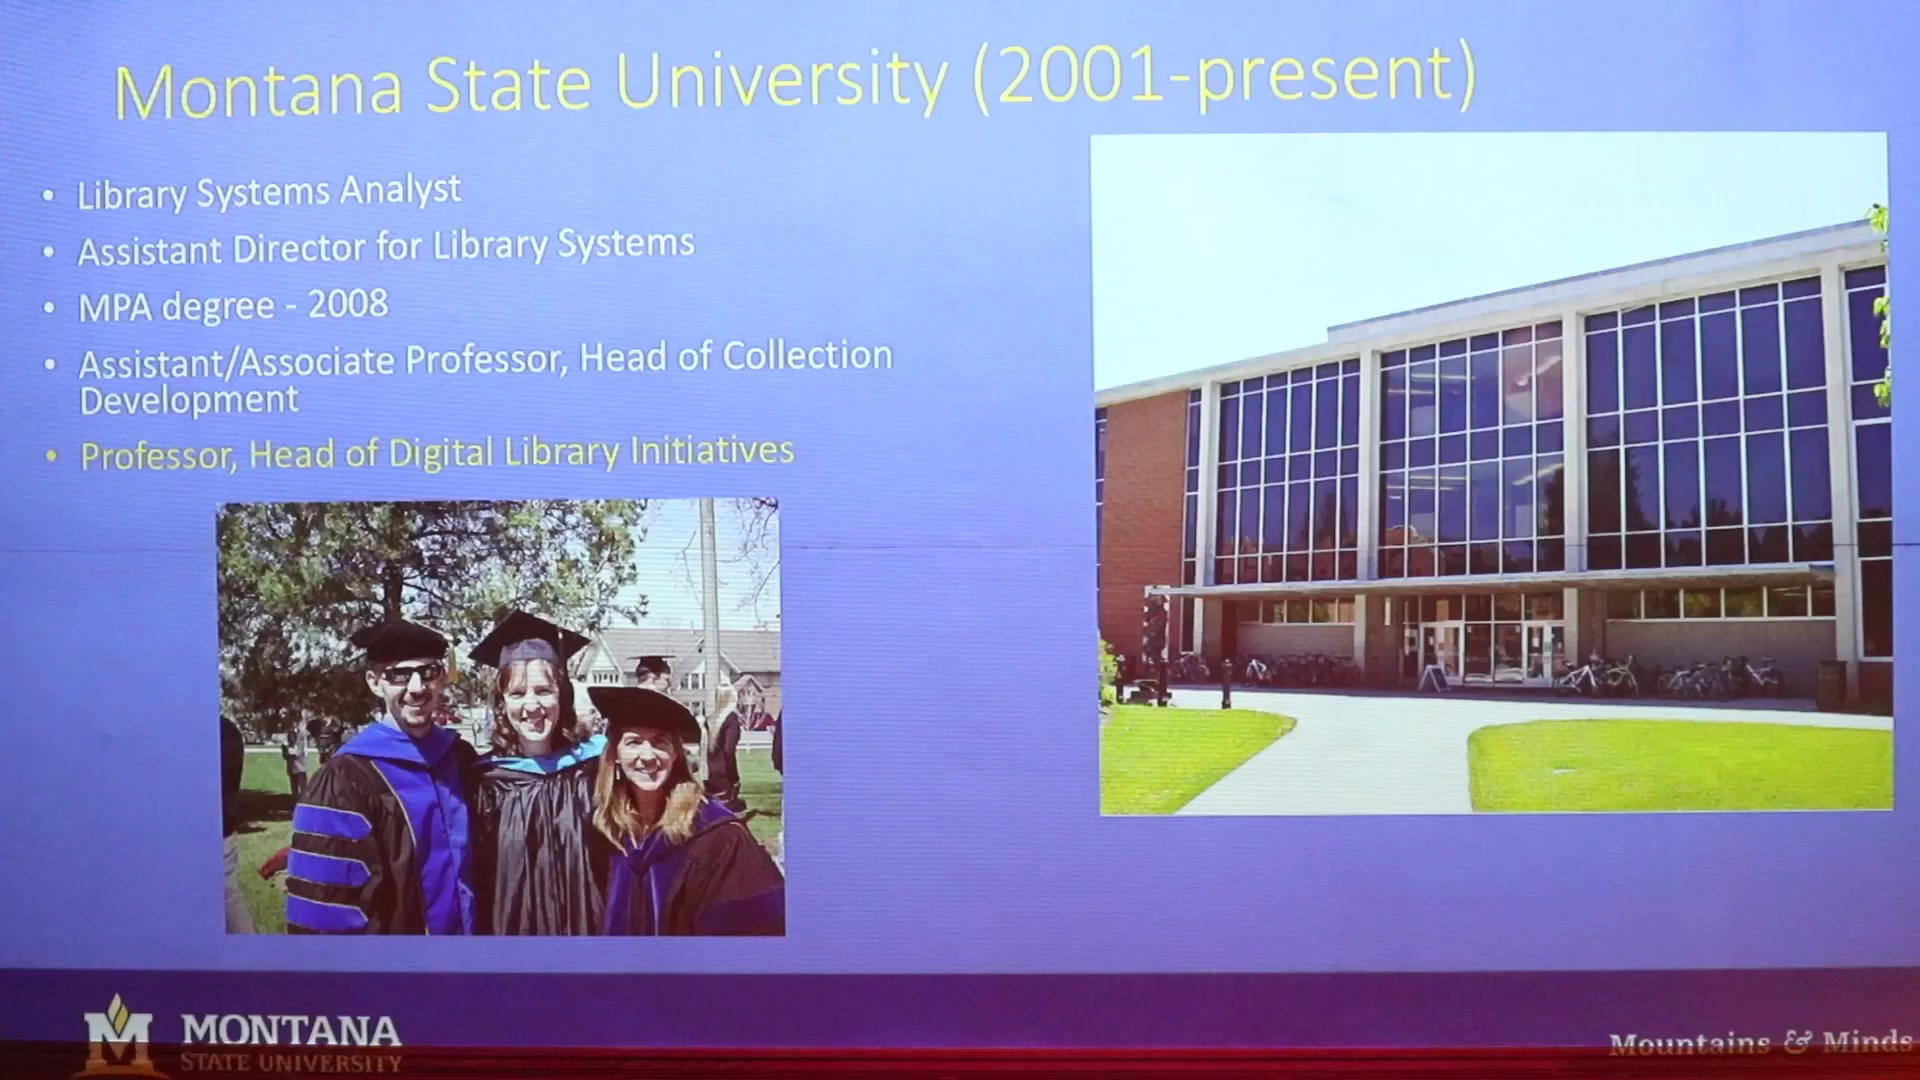 Montana State University (2001-present)
• Library Systems Analyst
• Assistant Director for Library Systems
• MPA degree - 2008
• Assistant/Associate Professor, Head of Collection
Development
• Professor, Head of Digital Library Initiatives
M MONTANA
STATE UNIVERSITY
Mountains & Minds